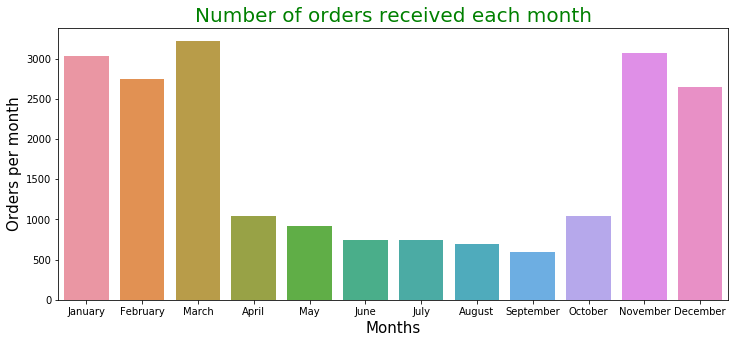 Number of orders received each month
Orders per month
3000
2500
2000
1500
1000
500
0
January February March April May June July August September October November December
Months